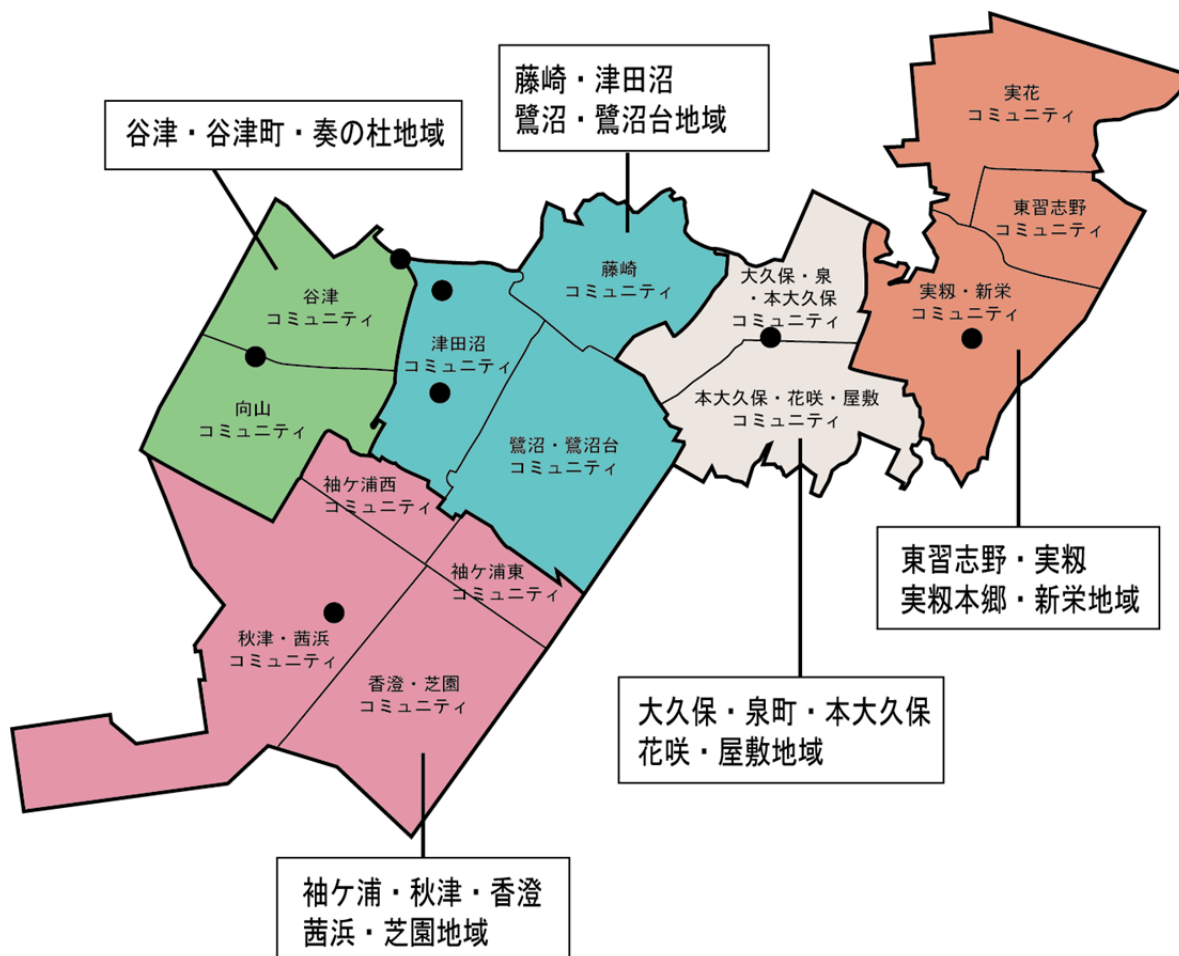 藤崎・津田沼
鷺沼・鷺沼台地域
谷津・谷津町・奏の杜地域
実花
コミュニティ
東習志野
コミュニティ
藤崎
コミュニティ
大久保・泉
・本大久保
コミュニティ
実籾・新栄
コミュニティ
谷津
コミュニティ
津田沼
コミュニティ
向山
コミュニティ
本大久保・花咲・屋敷
コミュニティ
鷺沼・鷺沼台
コミュニティ
袖ケ浦西
コミュニティ
袖ケ浦東
コミュニティ
秋津・茜浜
コミュニティ
香澄・芝園
コミュニティ
東習志野・実籾
実籾本郷・新栄地域
大久保・泉町・本大久保
花咲・屋敷地域
袖ケ浦・秋津・香澄
茜浜・芝園地域